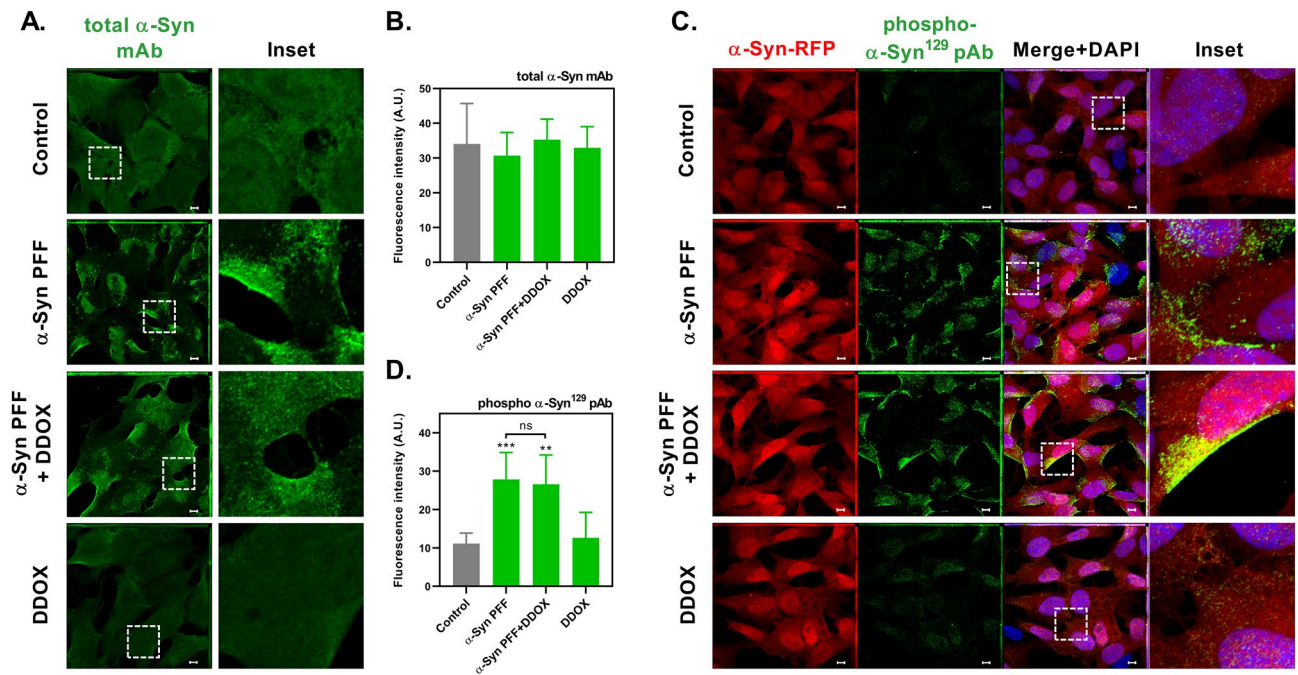 A.
total α-Syn
mAb
Inset
Control
α-Syn PFF
α-Syn PFF
+ DDOX
DDOX
B.
total α-Syn mAb
Fluorescence intensity (A.U.)
50
40
30
20
10
0
Control
α-Syn PFF
α-Syn PFF+DDOX
DDOX
D.
phospho α-Syn¹²⁹ pAb
Fluorescence intensity (A.U.)
40
30
20
10
0
ns
***
**
Control
α-Syn PFF
α-Syn PFF+DDOX
DDOX
C.
α-Syn-RFP
phospho-
α-Syn¹²⁹ pAb
Merge+DAPI
Inset
Control
α-Syn PFF
α-Syn PFF
+ DDOX
DDOX